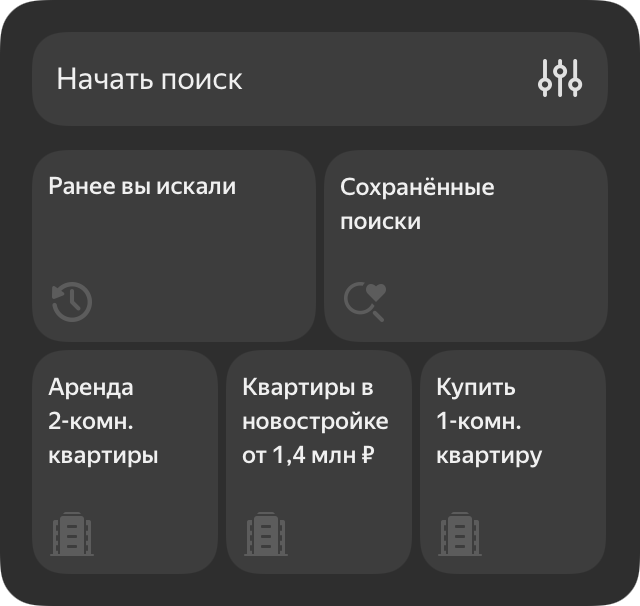 Начать поиск
Ранее вы искали
Сохранённые
поиски
Аренда
2-комн.
квартиры
Квартиры в
новостройке
от 1,4 млн ₽
Купить
1-комн.
квартиру